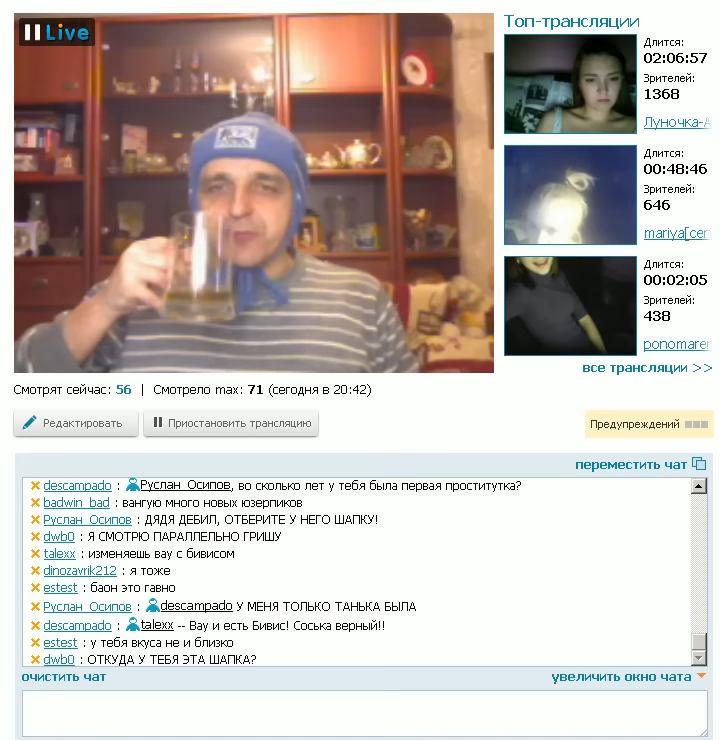 Live
Топ-трансляции
Длится:
02:06:57
Зрителей:
1368
Луночка-А
Длится:
00:48:46
Зрителей:
646
mariya[cer
Длится:
00:02:05
Зрителей:
438
ponomarer
все трансляции >>
Смотрят сейчас: 56 | Смотрело max: 71 (сегодня в 20:42)
Редактировать
Приостановить трансляцию
Предупреждений
переместить чат
descampado : Руслан_Осипов, во сколько лет у тебя была первая проститутка?
badwin_bad : вангую много новых юзерпиков
Руслан_Осипов : ДЯДЯ ДЕБИЛ, ОТБЕРИТЕ У НЕГО ШАПКУ!
dwb0 : Я СМОТРЮ ПАРАЛЛЕЛЬНО ГРИШУ
talexx : изменяешь вау с бивисом
dinozavrik212 : я тоже
estest : баон это гавно
Руслан_Осипов : descampado У МЕНЯ ТОЛЬКО ТАНЬКА БЫЛА
descampado : talexx -- Вау и есть Бивис! Соська верный!!
estest : у тебя вкуса не и близко
dwb0 : ОТКУДА У ТЕБЯ ЭТА ШАПКА?
очистить чат
увеличить окно чата